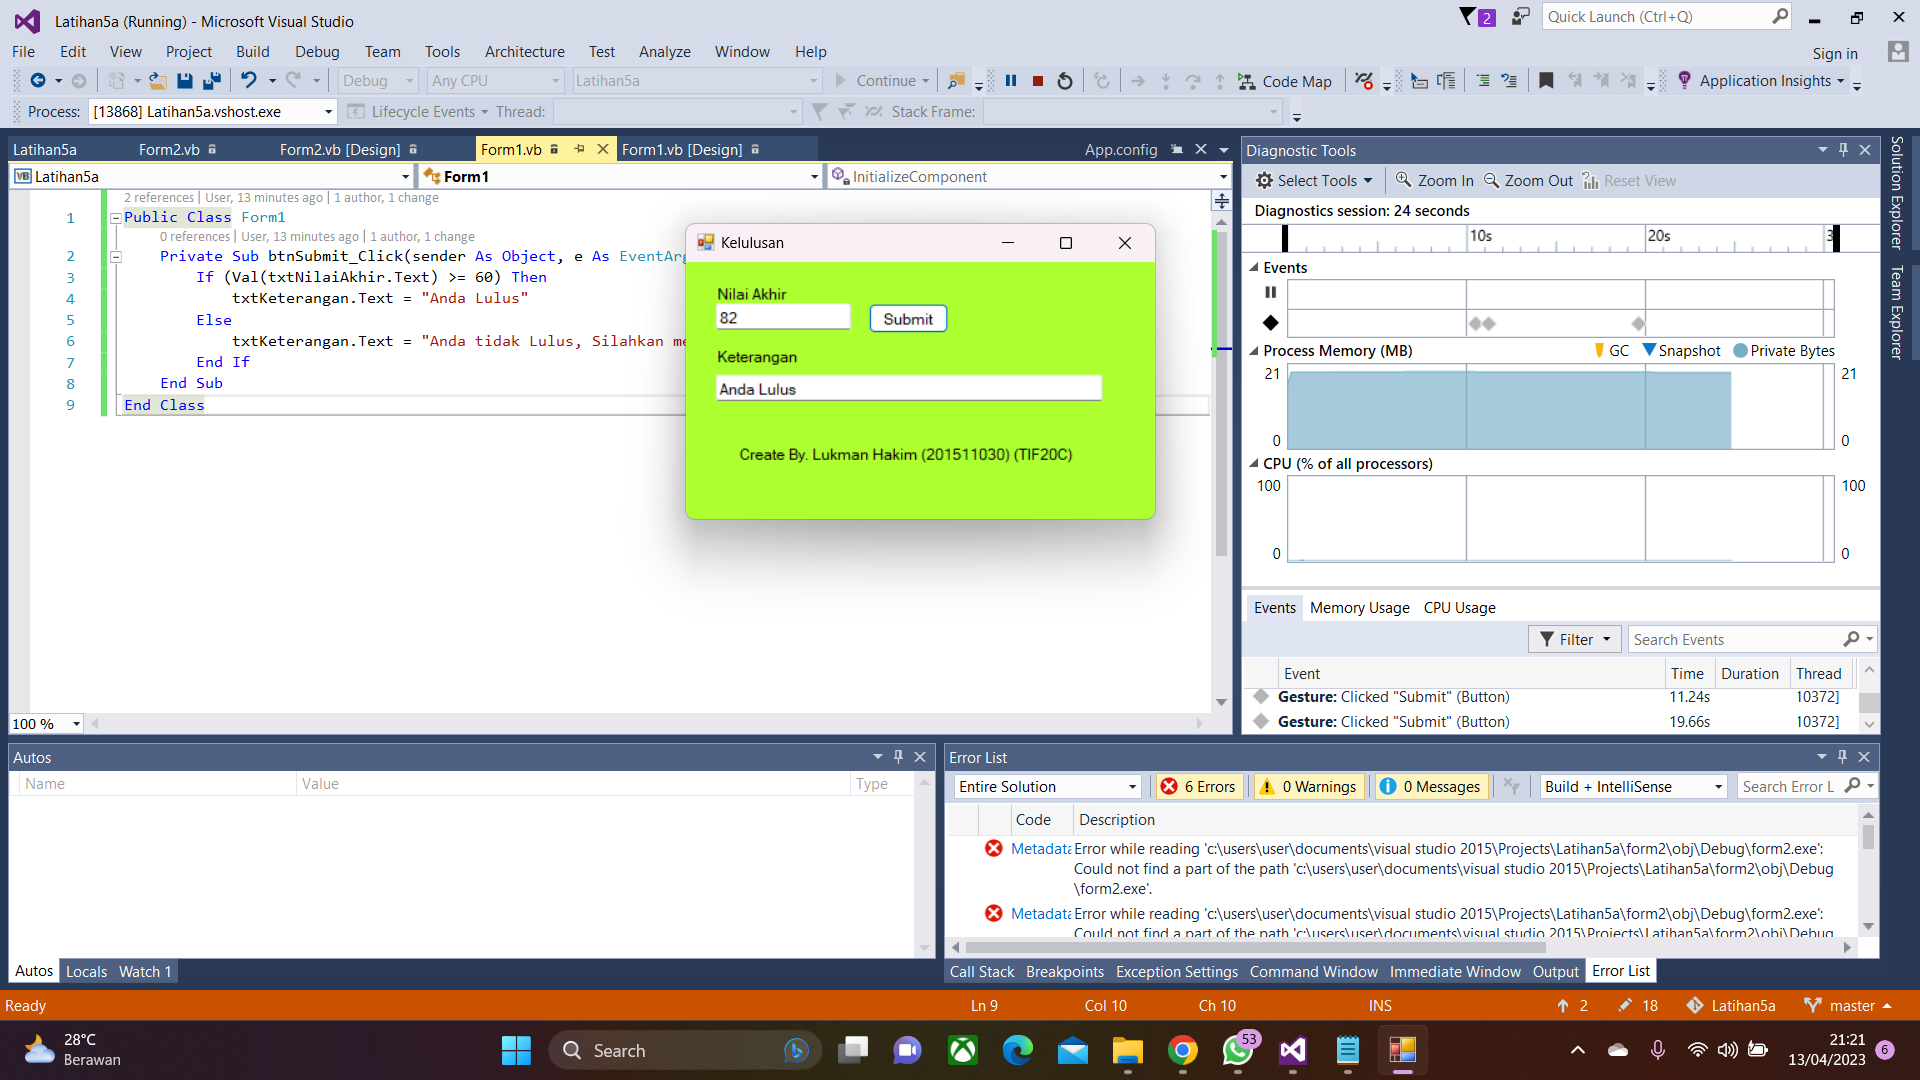 Latihan5a (Running) - Microsoft Visual Studio
2
Quick Launch (Ctrl+Q)
File Edit View Project Build Debug Team Tools Architecture Test Analyze Window Help
Sign in
Debug Any CPU Latihan5a Continue Code Map Application Insights
Process: [13868] Latihan5a.vshost.exe Lifecycle Events Thread: Stack Frame:
Latihan5a Form2.vb Form2.vb [Design] Form1.vb Form1.vb [Design] App.config
VB Latihan5a Form1 InitializeComponent
2 references | User, 13 minutes ago | 1 author, 1 change
1 Public Class Form1
0 references | User, 13 minutes ago | 1 author, 1 change
2 Private Sub btnSubmit_Click(sender As Object, e As EventArg
3 If (Val(txtNilaiAkhir.Text) >= 60) Then
4 txtKeterangan.Text = "Anda Lulus"
5 Else
6 txtKeterangan.Text = "Anda tidak Lulus, Silahkan me
7 End If
8 End Sub
9 End Class
100 %
Kelulusan
Nilai Akhir
82 Submit
Keterangan
Anda Lulus
Create By. Lukman Hakim (201511030) (TIF20C)
Diagnostic Tools
Select Tools Zoom In Zoom Out Reset View
Diagnostics session: 24 seconds
10s 20s 3
Events
Process Memory (MB) GC Snapshot Private Bytes
21 21
0 0
CPU (% of all processors)
100 100
0 0
Events Memory Usage CPU Usage
Filter Search Events
Event Time Duration Thread
Gesture: Clicked "Submit" (Button) 11.24s 10372]
Gesture: Clicked "Submit" (Button) 19.66s 10372]
Solution Explorer
Team Explorer
Autos
Name Value Type
Autos Locals Watch 1
Error List
Entire Solution 6 Errors 0 Warnings 0 Messages Build + IntelliSense Search Error L
Code Description
Metadata Error while reading 'c:\users\user\documents\visual studio 2015\Projects\Latihan5a\form2\obj\Debug\form2.exe':
Could not find a part of the path 'c:\users\user\documents\visual studio 2015\Projects\Latihan5a\form2\obj\Debug
\form2.exe'.
Metadata Error while reading 'c:\users\user\documents\visual studio 2015\Projects\Latihan5a\form2\obj\Debug\form2.exe':
Could not find a part of the path 'c:\users\user\documents\visual studio 2015\Projects\Latihan5a\form2\obj\Debug
Call Stack Breakpoints Exception Settings Command Window Immediate Window Output Error List
Ready Ln 9 Col 10 Ch 10 INS 2 18 Latihan5a master
28°C
Berawan
Search
53
21:21
13/04/2023
6